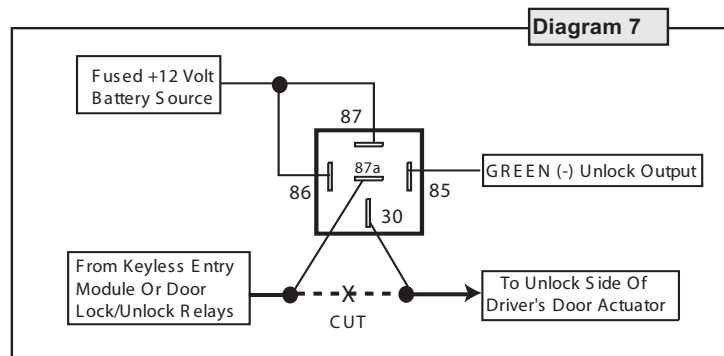 Diagram 7
Fused +12 Volt
Battery Source
87
87a
86
85
30
GREEN (-) Unlock Output
From Keyless Entry
Module Or Door
Lock/Unlock Relays
X
CUT
To Unlock Side Of
Driver's Door Actuator